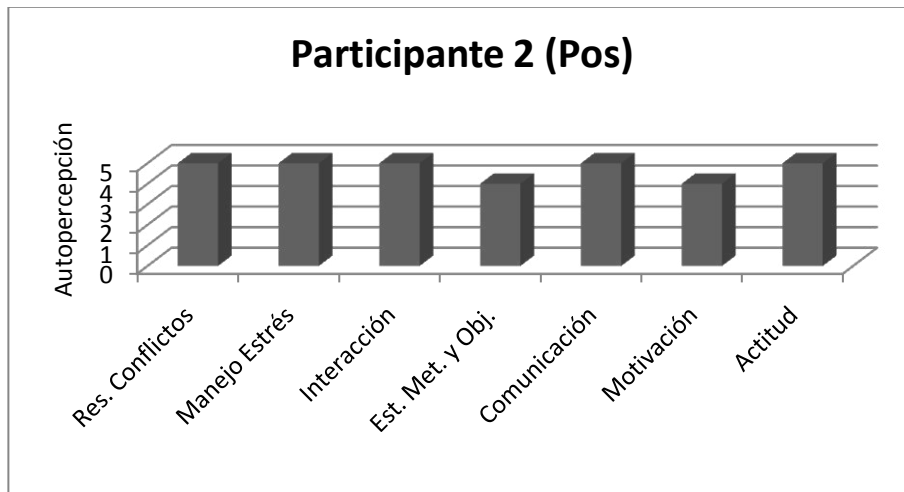 Participante 2 (Pos)
Autopercepción
5
4
3
2
1
0
Res. Conflictos
Manejo Estrés
Interacción
Est. Met. y Obj.
Comunicación
Motivación
Actitud